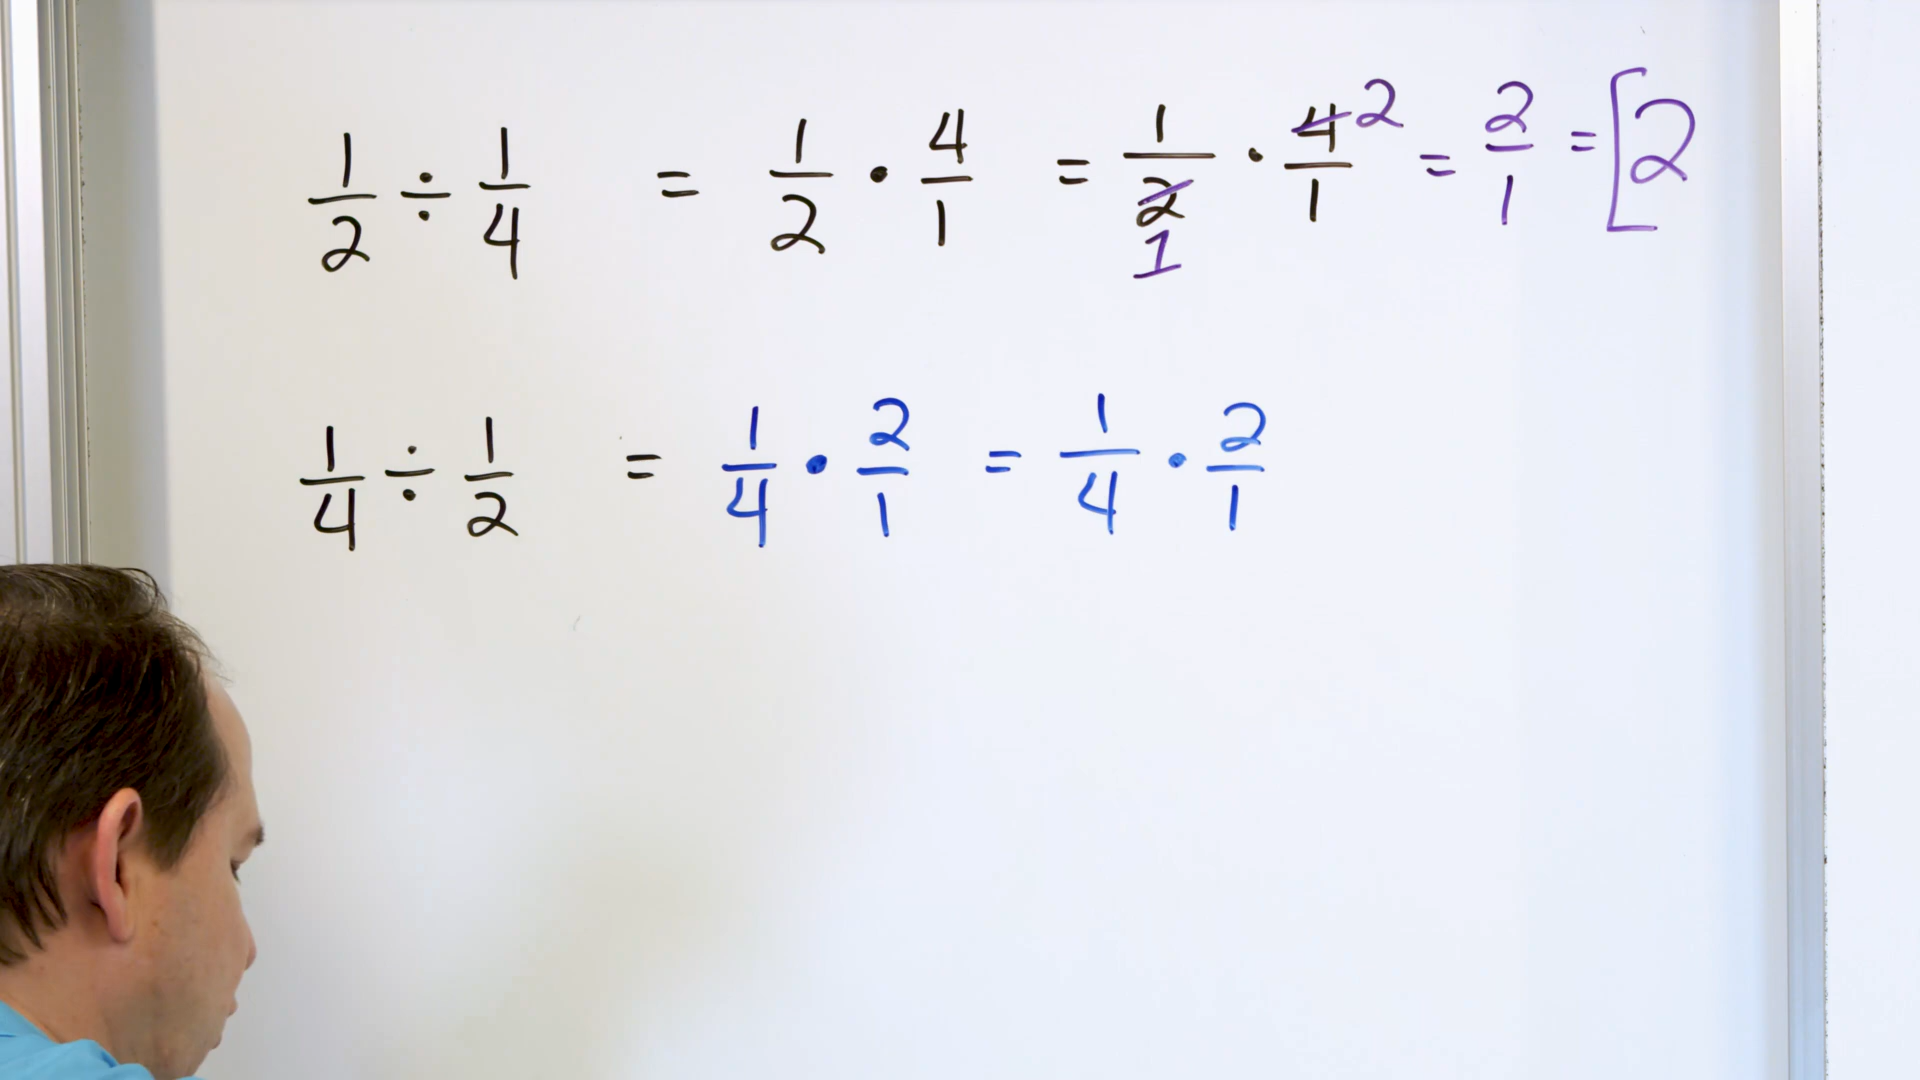 1/2 ÷ 1/4 = 1/2 · 4/1 = 1/2 1 · 4 2/1 = 2/1 = [2
1/4 ÷ 1/2 = 1/4 · 2/1 = 1/4 · 2/1